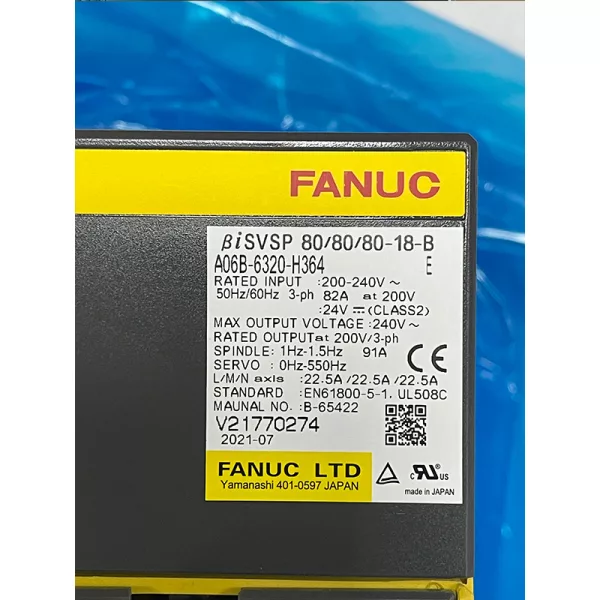 FANUC
βiSVSP 80/80/80-18-B
A06B-6320-H364 E
RATED INPUT :200-240V~
50Hz/60Hz 3-ph 82A at 200V
:24V ⎓(CLASS2)
MAX OUTPUT VOLTAGE :240V~
RATED OUTPUT at 200V/3-ph
SPINDLE: 1Hz-1.5Hz 91A
SERVO : 0Hz-550Hz
L/M/N axis :22.5A /22.5A /22.5A
STANDARD :EN61800-5-1, UL508C
MAUNAL NO. :B-65422
CE
V21770274
2021-07
FANUC LTD
Yamanashi 401-0597 JAPAN
c UR us
made in JAPAN